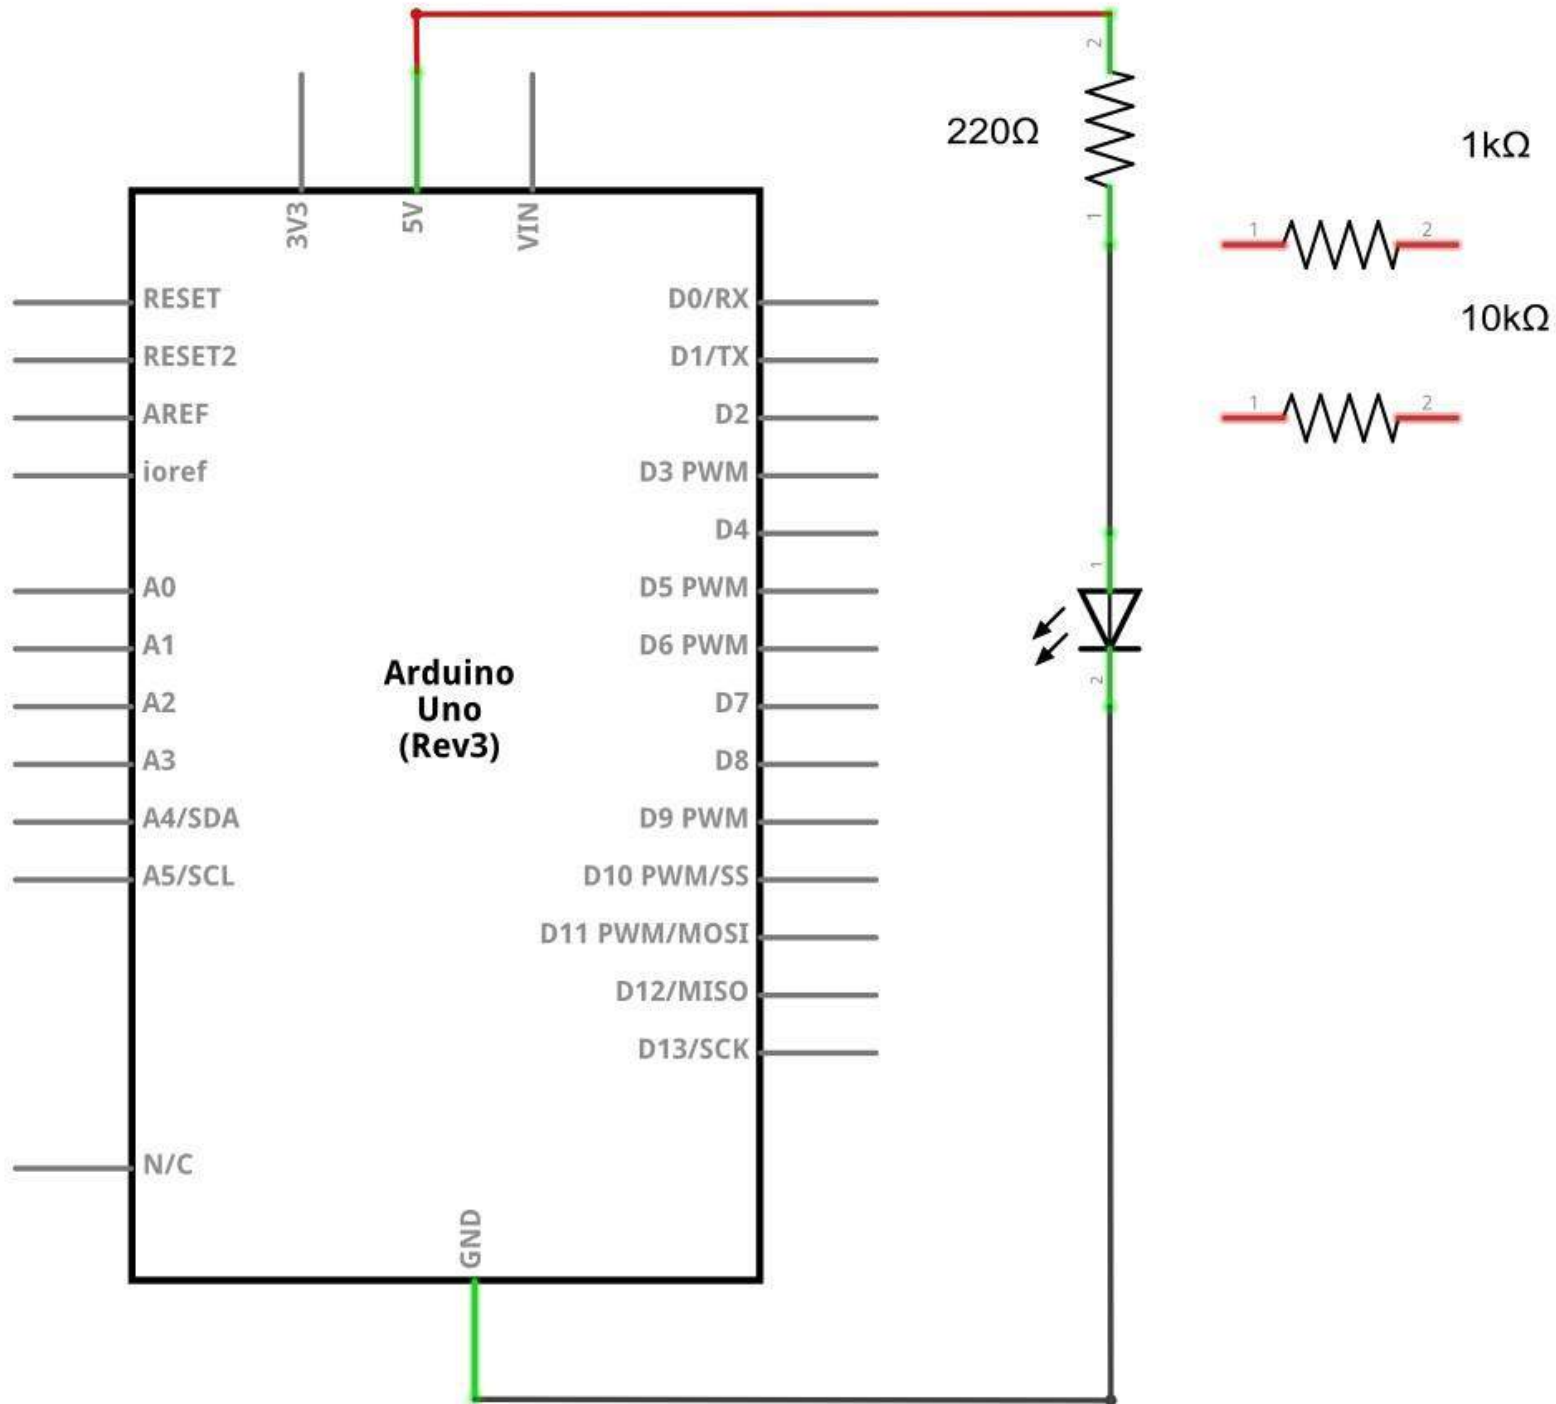 2
220Ω
1kΩ
1
3V3
5V
VIN
1
2
RESET
D0/RX
10kΩ
RESET2
D1/TX
AREF
D2
1
2
ioref
D3 PWM
D4
1
A0
D5 PWM
A1
D6 PWM
Arduino
Uno
(Rev3)
2
A2
D7
A3
D8
A4/SDA
D9 PWM
A5/SCL
D10 PWM/SS
D11 PWM/MOSI
D12/MISO
D13/SCK
N/C
GND